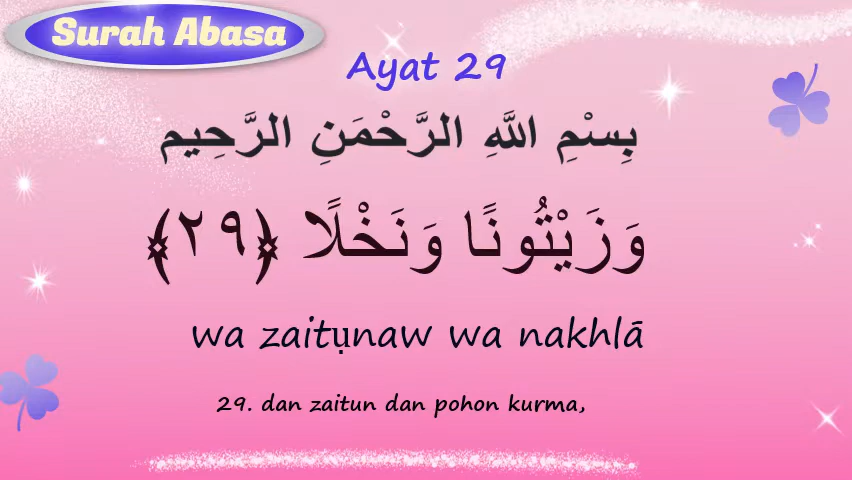 Surah Abasa
Ayat 29
بِسْمِ اللَّهِ الرَّحْمَنِ الرَّحِيم
وَزَيْتُونًا وَنَخْلًا ﴿٢٩﴾
wa zaitụnaw wa nakhlā
29. dan zaitun dan pohon kurma,